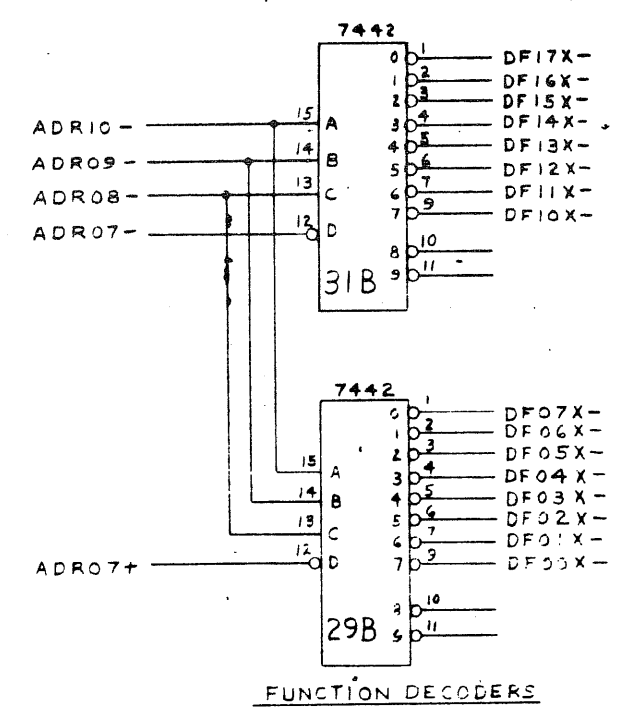 7442
0 1 DF17X-
1 2 DF16X-
2 3 DF15X-
ADR10- 15 A 3 4 DF14X-
4 5 DF13X-
ADR09- 14 B 5 6 DF12X-
ADR08- 13 C 6 7 DF11X-
7 9 DF10X-
ADR07- 12 D
8 10
9 11
31B
7442
0 1 DF07X-
1 2 DF06X-
2 3 DF05X-
15 A 3 4 DF04X-
14 B 4 5 DF03X-
13 C 5 6 DF02X-
6 7 DF01X-
ADR07+ 12 D 7 9 DF00X-
10
11
29B
FUNCTION DECODERS